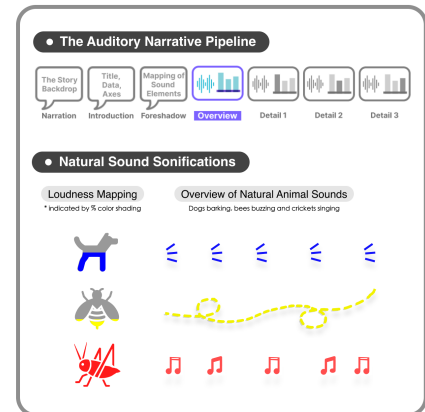 • The Auditory Narrative Pipeline
The Story
Backdrop
Title,
Data,
Axes
Mapping of
Sound
Elements
Narration
Introduction
Foreshadow
Overview
Detail 1
Detail 2
Detail 3
• Natural Sound Sonifications
Loudness Mapping
* indicated by % color shading
Overview of Natural Animal Sounds
Dogs barking, bees buzzing and crickets singing